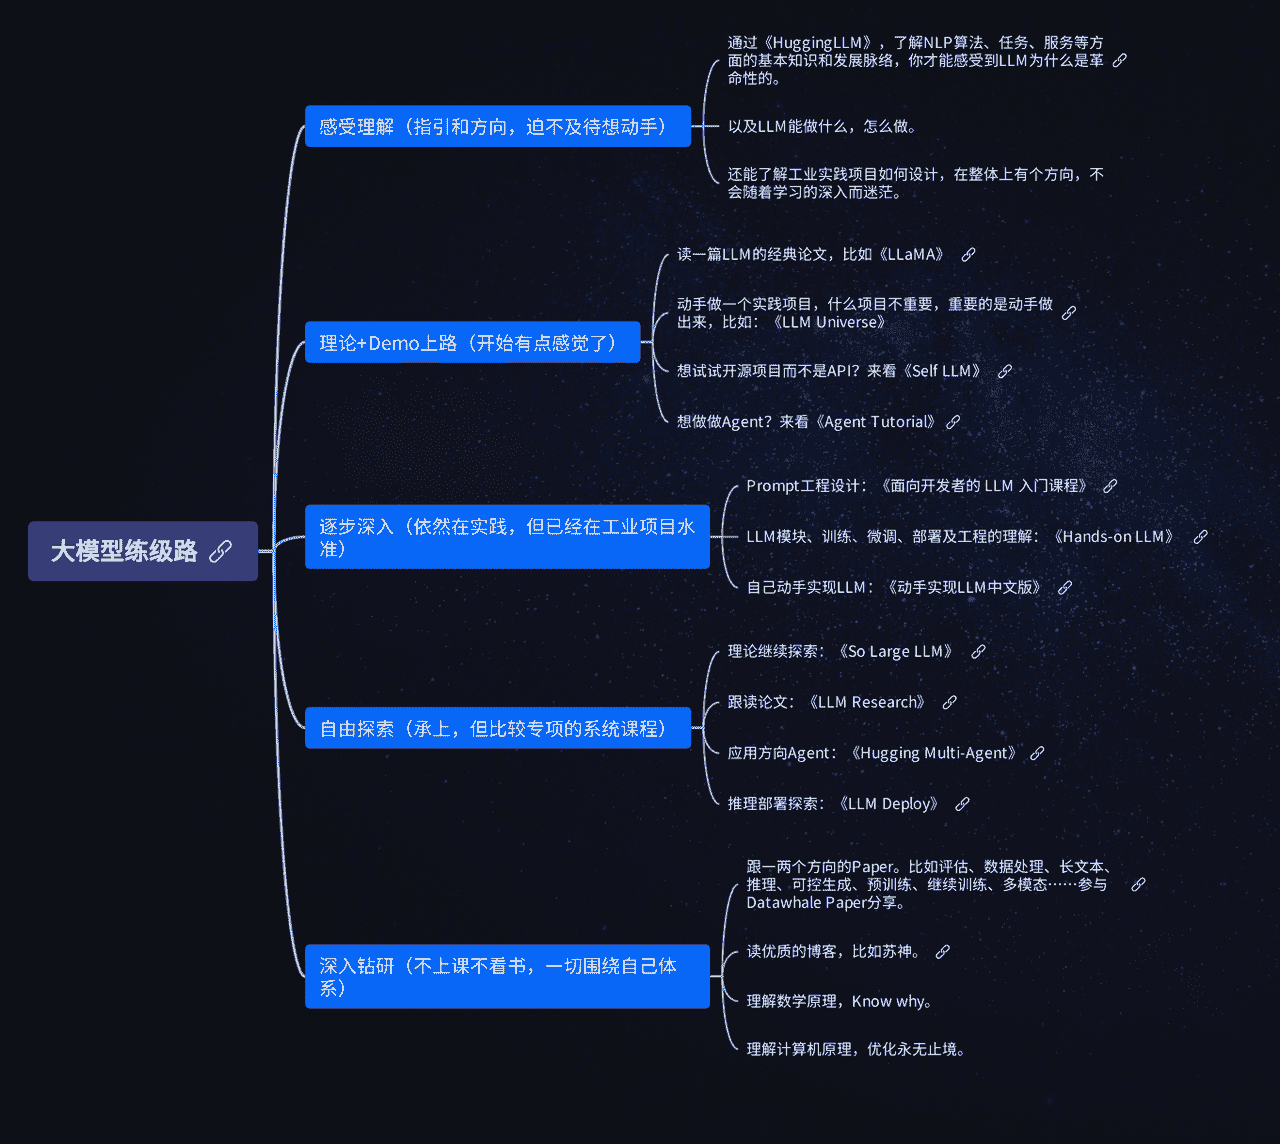 大模型练级路
感受理解（指引和方向，迫不及待想动手）
通过《HuggingLLM》，了解NLP算法、任务、服务等方
面的基本知识和发展脉络，你才能感受到LLM为什么是革
命性的。
以及LLM能做什么，怎么做。
还能了解工业实践项目如何设计，在整体上有个方向，不
会随着学习的深入而迷茫。
理论+Demo上路（开始有点感觉了）
读一篇LLM的经典论文，比如《LLaMA》
动手做一个实践项目，什么项目不重要，重要的是动手做
出来，比如：《LLM Universe》
想试试开源项目而不是API？来看《Self LLM》
想做做Agent？来看《Agent Tutorial》
逐步深入（依然在实践，但已经在工业项目水
准）
Prompt工程设计：《面向开发者的 LLM 入门课程》
LLM模块、训练、微调、部署及工程的理解：《Hands-on LLM》
自己动手实现LLM：《动手实现LLM中文版》
自由探索（承上，但比较专项的系统课程）
理论继续探索：《So Large LLM》
跟读论文：《LLM Research》
应用方向Agent：《Hugging Multi-Agent》
推理部署探索：《LLM Deploy》
深入钻研（不上课不看书，一切围绕自己体
系）
跟一两个方向的Paper。比如评估、数据处理、长文本、
推理、可控生成、预训练、继续训练、多模态……参与
Datawhale Paper分享。
读优质的博客，比如苏神。
理解数学原理，Know why。
理解计算机原理，优化永无止境。